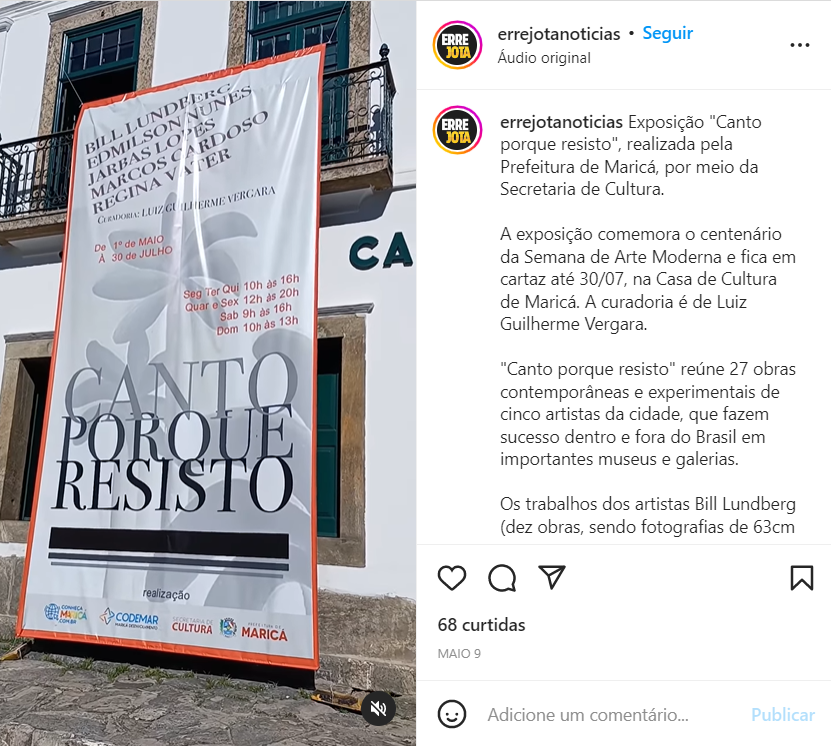 BILL LUNDBERG
EDMILSON NUNES
JARBAS LOPES
MARCOS CARDOSO
REGINA VATER
CURADORIA: LUIZ GUILHERME VERGARA
De 1º de MAIO
À 30 de JULHO
Seg Ter Qui 10h às 16h
Quar e Sex 12h às 20h
Sab 9h às 16h
Dom 10h às 13h
CA
CANTO
PORQUE
RESISTO
realização
CONHEÇA
MARICÁ
.COM.BR
CODEMAR
SECRETARIA DE
CULTURA
PREFEITURA DE
MARICÁ
ERRE
JOTA
errejotanoticias • Seguir
Áudio original
ERRE
JOTA
errejotanoticias Exposição "Canto
porque resisto", realizada pela
Prefeitura de Maricá, por meio da
Secretaria de Cultura.
A exposição comemora o centenário
da Semana de Arte Moderna e fica em
cartaz até 30/07, na Casa de Cultura
de Maricá. A curadoria é de Luiz
Guilherme Vergara.
"Canto porque resisto" reúne 27 obras
contemporâneas e experimentais de
cinco artistas da cidade, que fazem
sucesso dentro e fora do Brasil em
importantes museus e galerias.
Os trabalhos dos artistas Bill Lundberg
(dez obras, sendo fotografias de 63cm
68 curtidas
MAIO 9
Adicione um comentário...
Publicar